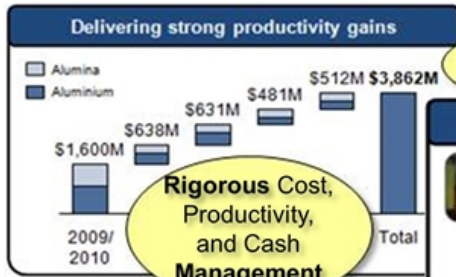 Delivering strong productivity gains
Alumina
Aluminium
$512M $3,862M
$481M
$631M
$638M
$1,600M
Rigorous Cost,
Productivity,
and Cash
Management
2009/
2010
Total